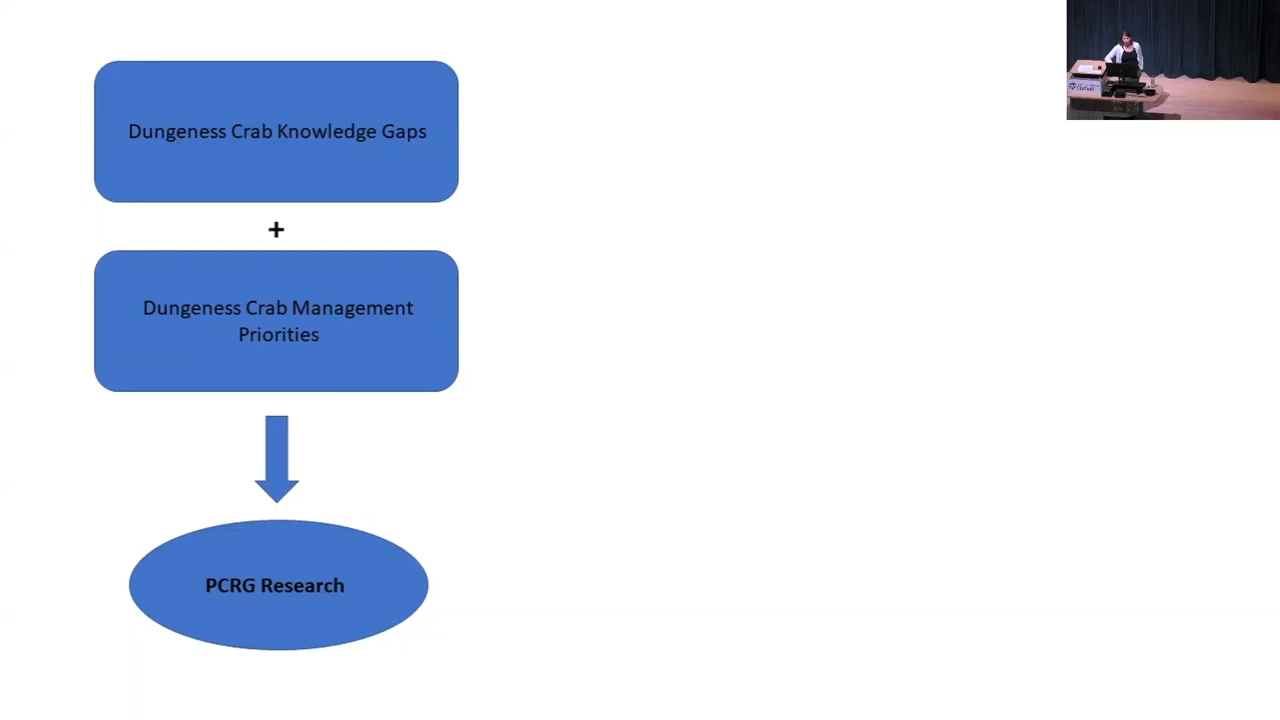 Dungeness Crab Knowledge Gaps
+
Dungeness Crab Management
Priorities
PCRG Research